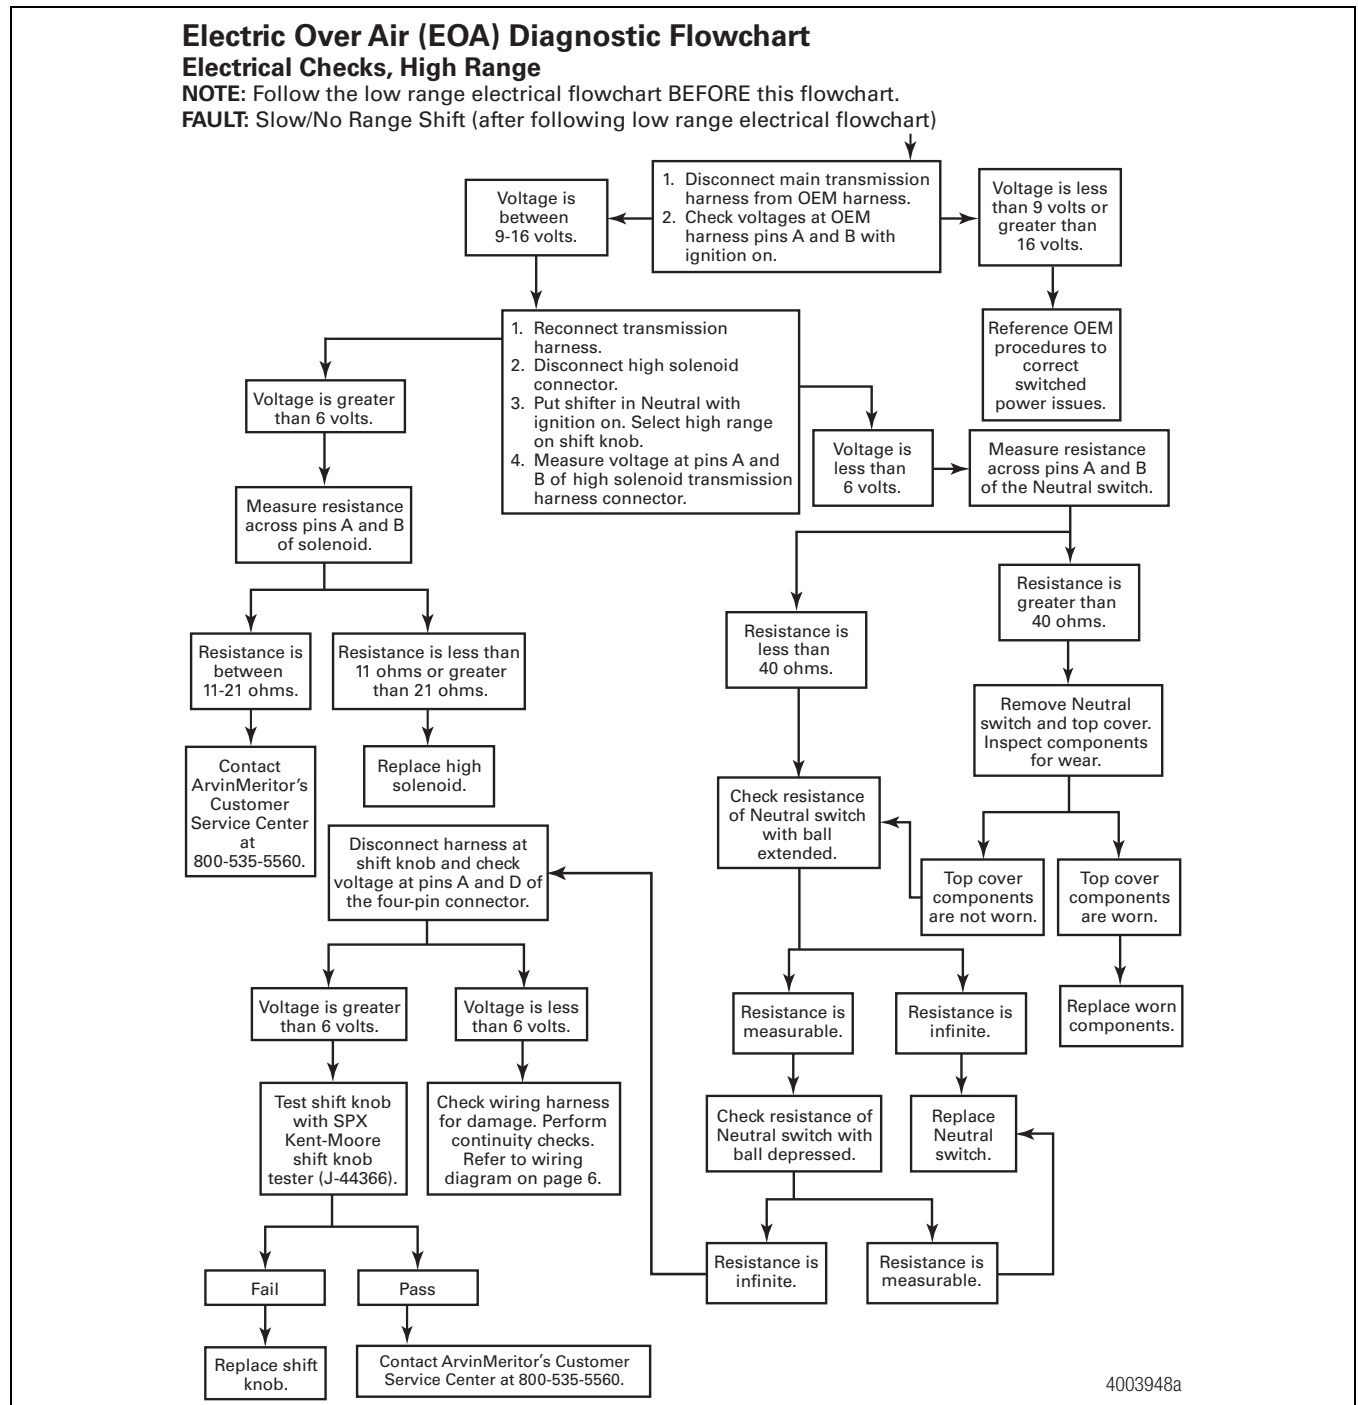 Electric Over Air (EOA) Diagnostic Flowchart
Electrical Checks, High Range
NOTE: Follow the low range electrical flowchart BEFORE this flowchart.
FAULT: Slow/No Range Shift (after following low range electrical flowchart)
1. Disconnect main transmission
harness from OEM harness.
2. Check voltages at OEM
harness pins A and B with
ignition on.
Voltage is
between
9-16 volts.
Voltage is less
than 9 volts or
greater than
16 volts.
Reference OEM
procedures to
correct
switched
power issues.
1. Reconnect transmission
harness.
2. Disconnect high solenoid
connector.
3. Put shifter in Neutral with
ignition on. Select high range
on shift knob.
4. Measure voltage at pins A and
B of high solenoid transmission
harness connector.
Voltage is greater
than 6 volts.
Voltage is
less than
6 volts.
Measure resistance
across pins A and B
of the Neutral switch.
Measure resistance
across pins A and B
of solenoid.
Resistance is
between
11-21 ohms.
Resistance is less than
11 ohms or greater
than 21 ohms.
Resistance is
less than
40 ohms.
Resistance is
greater than
40 ohms.
Contact
ArvinMeritor's
Customer
Service Center
at
800-535-5560.
Replace high
solenoid.
Remove Neutral
switch and top cover.
Inspect components
for wear.
Check resistance
of Neutral switch
with ball
extended.
Top cover
components
are not worn.
Top cover
components
are worn.
Replace worn
components.
Disconnect harness at
shift knob and check
voltage at pins A and D of
the four-pin connector.
Voltage is greater
than 6 volts.
Voltage is less
than 6 volts.
Resistance is
measurable.
Resistance is
infinite.
Test shift knob
with SPX
Kent-Moore
shift knob
tester (J-44366).
Check wiring harness
for damage. Perform
continuity checks.
Refer to wiring
diagram on page 6.
Check resistance of
Neutral switch with
ball depressed.
Replace
Neutral
switch.
Resistance is
infinite.
Resistance is
measurable.
Fail
Pass
Replace shift
knob.
Contact ArvinMeritor's Customer
Service Center at 800-535-5560.
4003948a